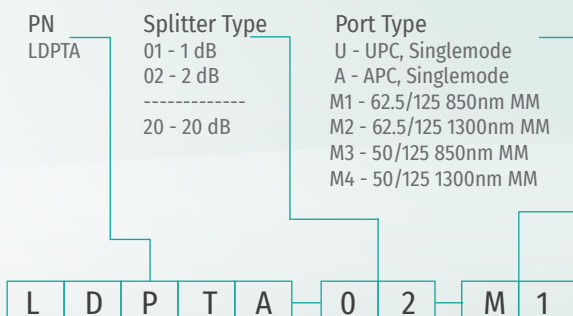 PN
LDPTA
Splitter Type
01 - 1 dB
02 - 2 dB
-------------
20 - 20 dB
Port Type
U - UPC, Singlemode
A - APC, Singlemode
M1 - 62.5/125 850nm MM
M2 - 62.5/125 1300nm MM
M3 - 50/125 850nm MM
M4 - 50/125 1300nm MM
L D P T A 0 2 M 1